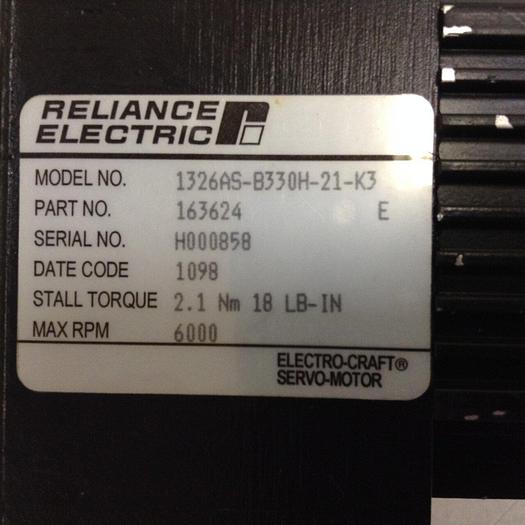 RELIANCE
ELECTRIC
MODEL NO. 1326AS-B330H-21-K3
PART NO. 163624 E
SERIAL NO. H000858
DATE CODE 1098
STALL TORQUE 2.1 Nm 18 LB-IN
MAX RPM 6000
ELECTRO-CRAFT®
SERVO-MOTOR